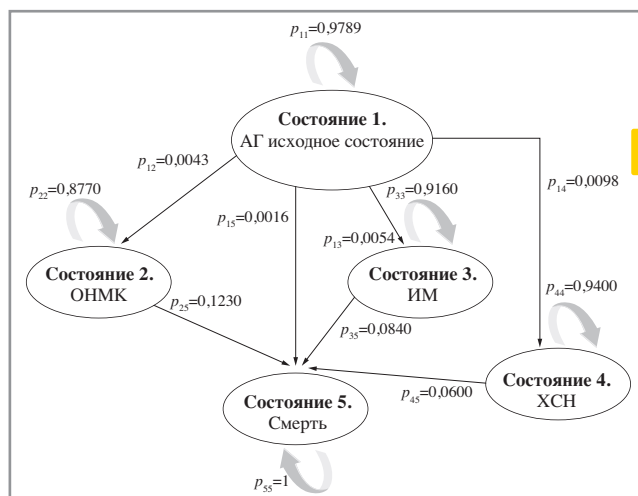 p11=0,9789
Состояние 1.
АГ исходное состояние
p12=0,0043
p22=0,8770
p15=0,0016
p33=0,9160
p13=0,0054
p14=0,0098
Состояние 2.
ОНМК
Состояние 3.
ИМ
p44=0,9400
p25=0,1230
p35=0,0840
Состояние 4.
ХСН
p45=0,0600
Состояние 5.
Смерть
p55=1